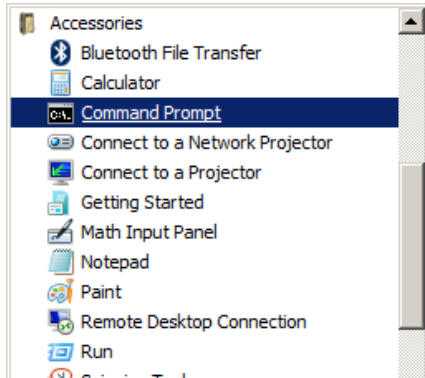 Accessories
Bluetooth File Transfer
Calculator
Command Prompt
Connect to a Network Projector
Connect to a Projector
Getting Started
Math Input Panel
Notepad
Paint
Remote Desktop Connection
Run